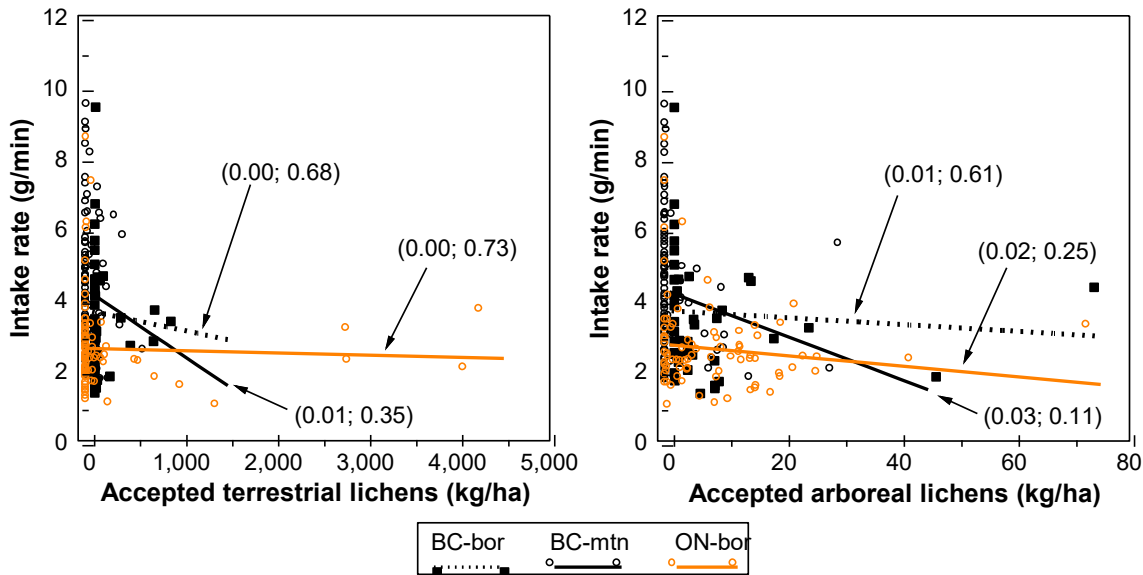 12
10
8
6
4
2
0
Intake rate (g/min)
(0.00; 0.68)
(0.00; 0.73)
(0.01; 0.35)
0 1,000 2,000 3,000 4,000 5,000
Accepted terrestrial lichens (kg/ha)
12
10
8
6
4
2
0
Intake rate (g/min)
(0.01; 0.61)
(0.02; 0.25)
(0.03; 0.11)
0 20 40 60 80
Accepted arboreal lichens (kg/ha)
BC-bor BC-mtn ON-bor